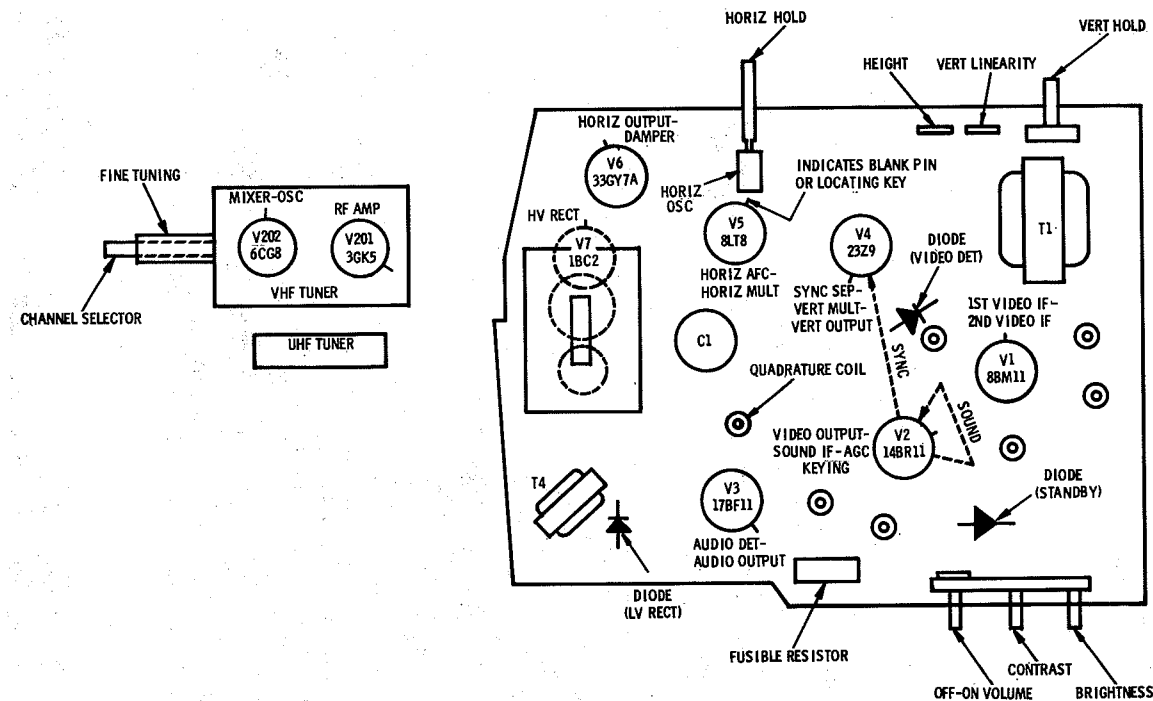 HORIZ HOLD
VERT HOLD
HEIGHT
VERT LINEARITY
HORIZ OUTPUT-
DAMPER
V6
33GY7A
INDICATES BLANK PIN
OR LOCATING KEY
HORIZ
OSC
FINE TUNING
MIXER-OSC
V202
6CG8
RF AMP
V201
3GK5
VHF TUNER
CHANNEL SELECTOR
UHF TUNER
HV RECT
V7
1BC2
V5
8LT8
HORIZ AFC-
HORIZ MULT
V4
23Z9
SYNC SEP-
VERT MULT-
VERT OUTPUT
DIODE
(VIDEO DET)
T1
1ST VIDEO IF-
2ND VIDEO IF
V1
8BM11
C1
SYNC
QUADRATURE COIL
SOUND
VIDEO OUTPUT-
SOUND IF-AGC
KEYING
V2
14BR11
T4
V3
17BF11
AUDIO DET-
AUDIO OUTPUT
DIODE
(STANDBY)
DIODE
(LV RECT)
FUSIBLE RESISTOR
OFF-ON VOLUME
CONTRAST
BRIGHTNESS